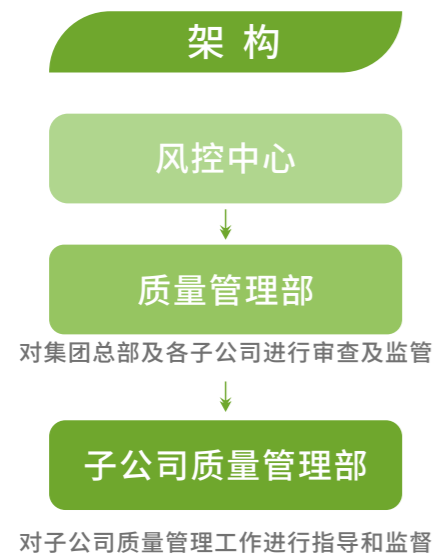 架 构
风控中心
质量管理部
对集团总部及各子公司进行审查及监管
子公司质量管理部
对子公司质量管理工作进行指导和监督